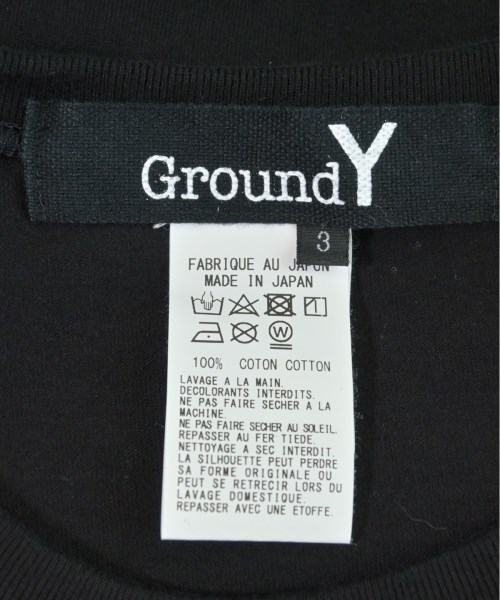 Ground Y
3
FABRIQUE AU JAPON
MADE IN JAPAN
W
100% COTON COTTON
LAVAGE A LA MAIN.
DECOLORANTS INTERDITS.
NE PAS FAIRE SECHER A LA
MACHINE.
NE PAS FAIRE SECHER AU SOLEIL.
REPASSER AU FER TIEDE.
NETTOYAGE A SEC INTERDIT.
LA SILHOUETTE PEUT PERDRE
SA FORME ORIGINALE OU
PEUT SE RETRECIR LORS DU
LAVAGE DOMESTIQUE.
REPASSER AVEC UNE ETOFFE.